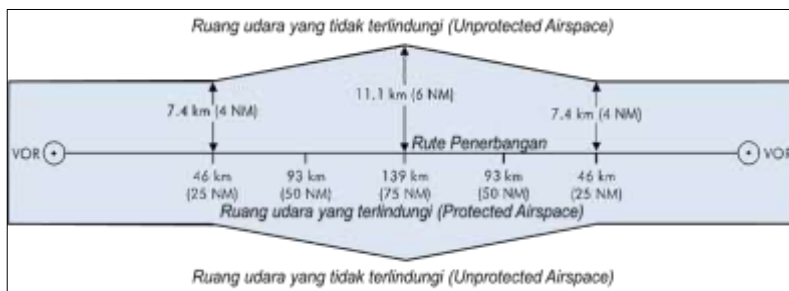 Ruang udara yang tidak terlindungi (Unprotected Airspace)
11.1 km (6 NM)
7.4 km (4 NM)
7.4 km (4 NM)
Rute Penerbangan
VOR
VOR
46 km
(25 NM)
93 km
(50 NM)
139 km
(75 NM)
93 km
(50 NM)
46 km
(25 NM)
Ruang udara yang terlindungi (Protected Airspace)
Ruang udara yang tidak terlindungi (Unprotected Airspace)